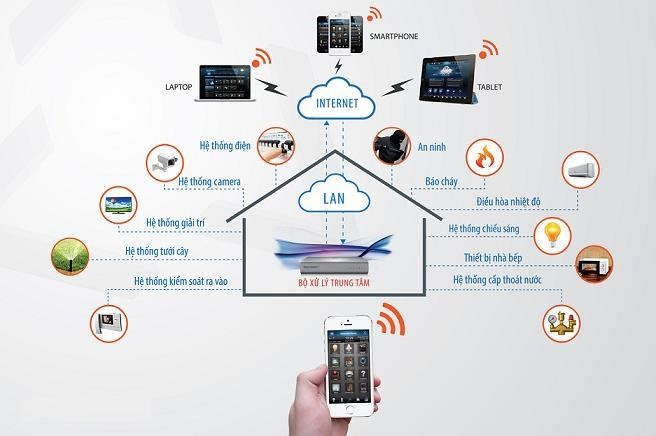 SMARTPHONE
LAPTOP
INTERNET
TABLET
Hệ thống điện
An ninh
Hệ thống camera
LAN
Báo cháy
Điều hòa nhiệt độ
Hệ thống giải trí
Hệ thống chiếu sáng
Hệ thống tưới cây
Thiết bị nhà bếp
Hệ thống kiểm soát ra vào
BỘ XỬ LÝ TRUNG TÂM
Hệ thống cấp thoát nước